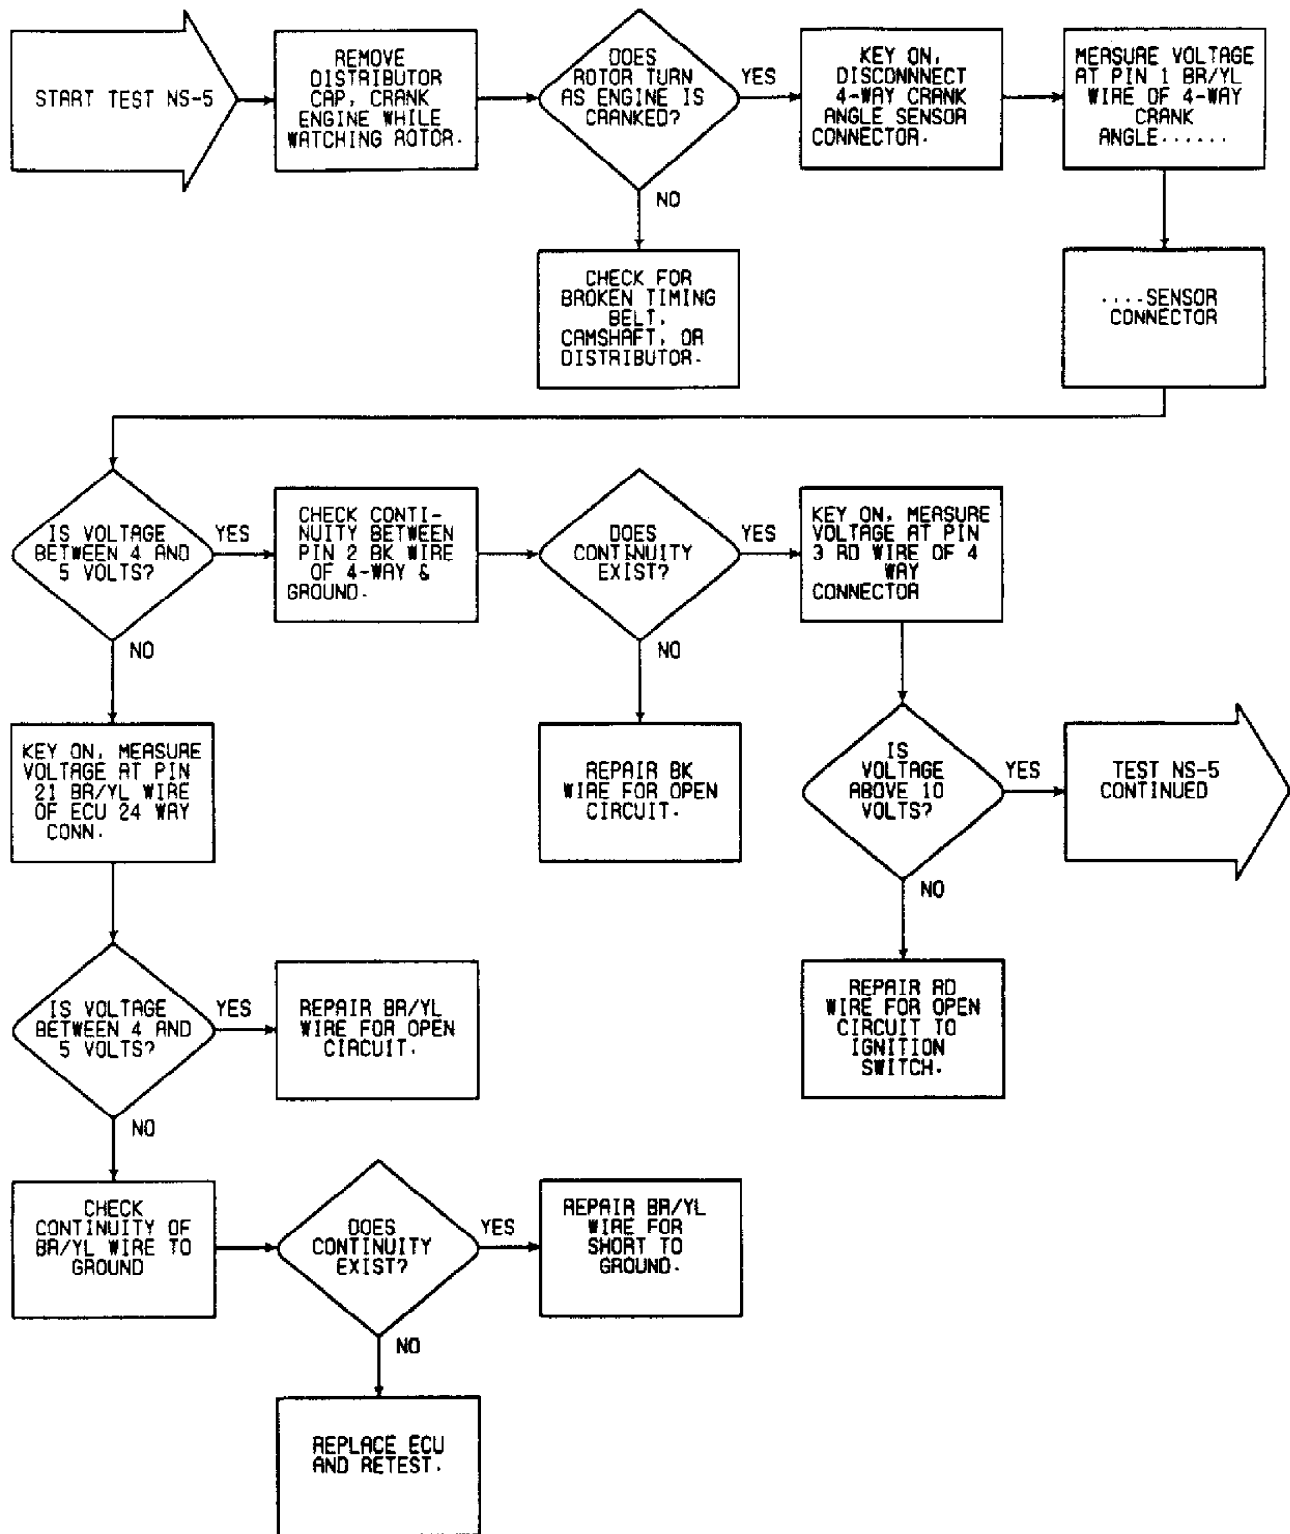 START TEST NS-5
REMOVE
DISTRIBUTOR
CAP, CRANK
ENGINE WHILE
WATCHING ROTOR.
DOES
ROTOR TURN
AS ENGINE IS
CRANKED?
YES
NO
KEY ON,
DISCONNNECT
4-WAY CRANK
ANGLE SENSOR
CONNECTOR.
MEASURE VOLTAGE
AT PIN 1 BR/YL
WIRE OF 4-WAY
CRANK
ANGLE......
CHECK FOR
BROKEN TIMING
BELT,
CAMSHAFT, OR
DISTRIBUTOR.
....SENSOR
CONNECTOR
IS VOLTAGE
BETWEEN 4 AND
5 VOLTS?
YES
NO
CHECK CONTI-
NUITY BETWEEN
PIN 2 BK WIRE
OF 4-WAY &
GROUND.
DOES
CONTINUITY
EXIST?
YES
NO
KEY ON, MEASURE
VOLTAGE AT PIN
3 RD WIRE OF 4
WAY
CONNECTOR
KEY ON, MEASURE
VOLTAGE AT PIN
21 BR/YL WIRE
OF ECU 24 WAY
CONN.
REPAIR BK
WIRE FOR OPEN
CIRCUIT.
IS
VOLTAGE
ABOVE 10
VOLTS?
YES
NO
TEST NS-5
CONTINUED
IS VOLTAGE
BETWEEN 4 AND
5 VOLTS?
YES
NO
REPAIR BR/YL
WIRE FOR OPEN
CIRCUIT.
REPAIR RD
WIRE FOR OPEN
CIRCUIT TO
IGNITION
SWITCH.
CHECK
CONTINUITY OF
BR/YL WIRE TO
GROUND
DOES
CONTINUITY
EXIST?
YES
NO
REPAIR BR/YL
WIRE FOR
SHORT TO
GROUND.
REPLACE ECU
AND RETEST.